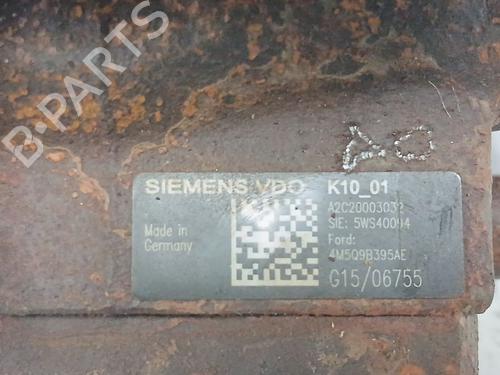 B-PARTS
SIEMENS VDO K10_01
Made in
Germany
A2C20003032
SIE: 5WS40094
Ford:
4M5Q9B395AE
G15/06755